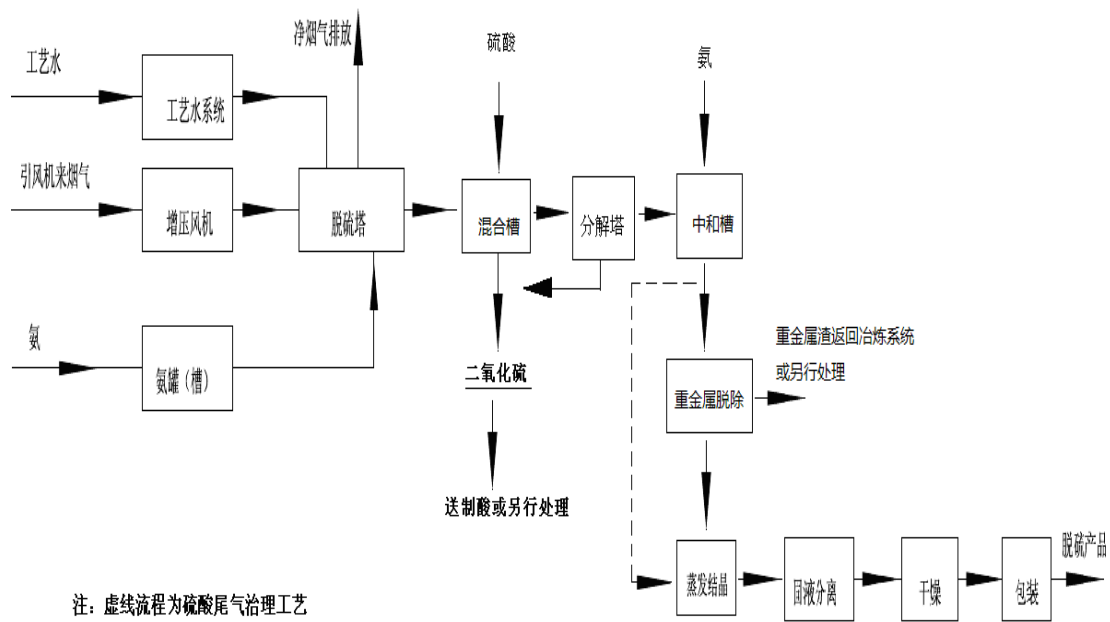 净烟气排放
硫酸
氨
工艺水
工艺水系统
引风机来烟气
增压风机
脱硫塔
混合槽
分解塔
中和槽
氨
氨罐（槽）
二氧化硫
送制酸或另行处理
重金属渣返回冶炼系统
或另行处理
重金属脱除
蒸发结晶
固液分离
干燥
包装
脱硫产品
注：虚线流程为硫酸尾气治理工艺